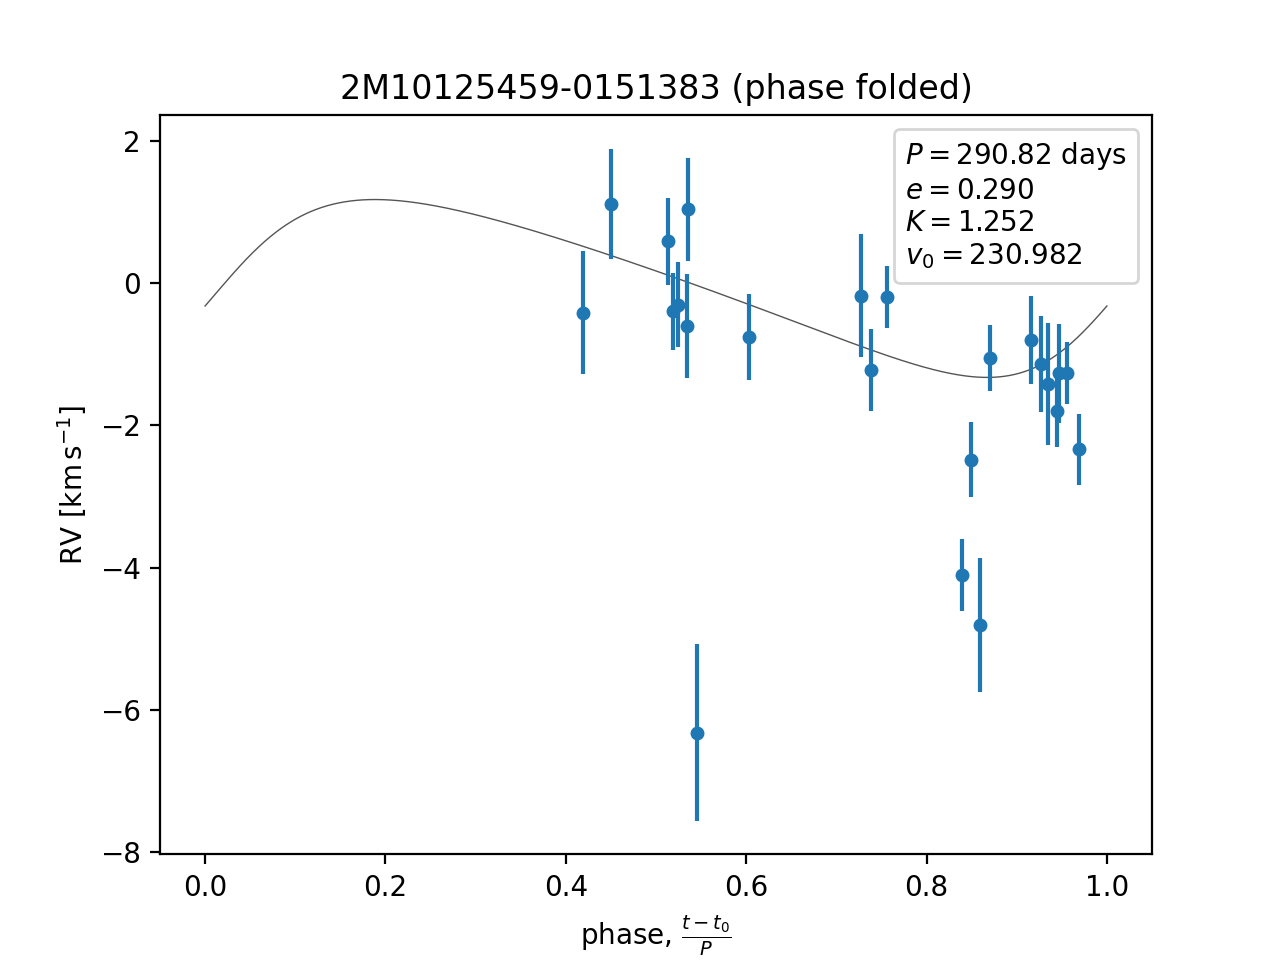 2M10125459-0151383 (phase folded)
P = 290.82 days
e = 0.290
K = 1.252
v₀ = 230.982
2
0
−2
−4
−6
−8
RV [km s⁻¹]
0.0 0.2 0.4 0.6 0.8 1.0
phase, (t − t₀)/P